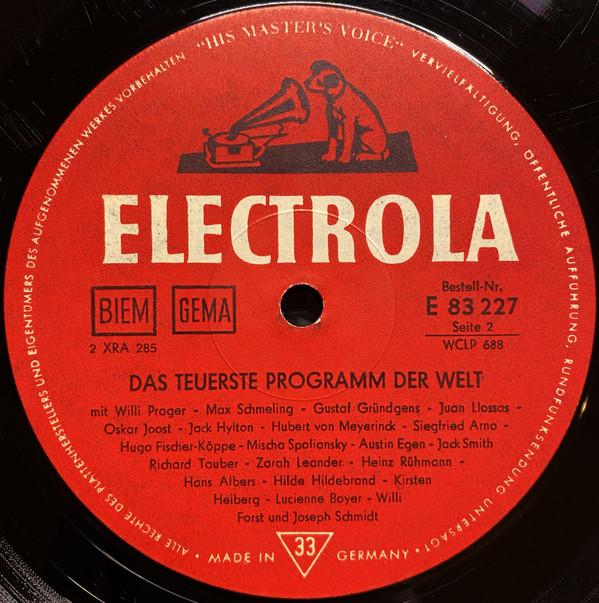 ALLE RECHTE DES PLATTENHERSTELLERS UND EIGENTÜMERS DES AUFGENOMMENEN WERKES VORBEHALTEN
"HIS MASTER'S VOICE"
VERVIELFÄLTIGUNG, ÖFFENTLICHE AUFFÜHRUNG, RUNDFUNKSENDUNG UNTERSAGT •
ELECTROLA
BIEM GEMA
2 XRA 285
Bestell-Nr.
E 83 227
Seite 2
WCLP 688
DAS TEUERSTE PROGRAMM DER WELT
mit Willi Prager - Max Schmeling - Gustaf Gründgens - Juan Llossas -
Oskar Joost - Jack Hylton - Hubert von Meyerinck - Siegfried Arno -
Hugo Fischer-Köppe - Mischa Spoliansky - Austin Egen - Jack Smith
Richard Tauber - Zarah Leander - Heinz Rühmann -
Hans Albers - Hilde Hildebrand - Kirsten
Heiberg - Lucienne Boyer - Willi
Forst und Joseph Schmidt
• MADE IN 33 GERMANY •